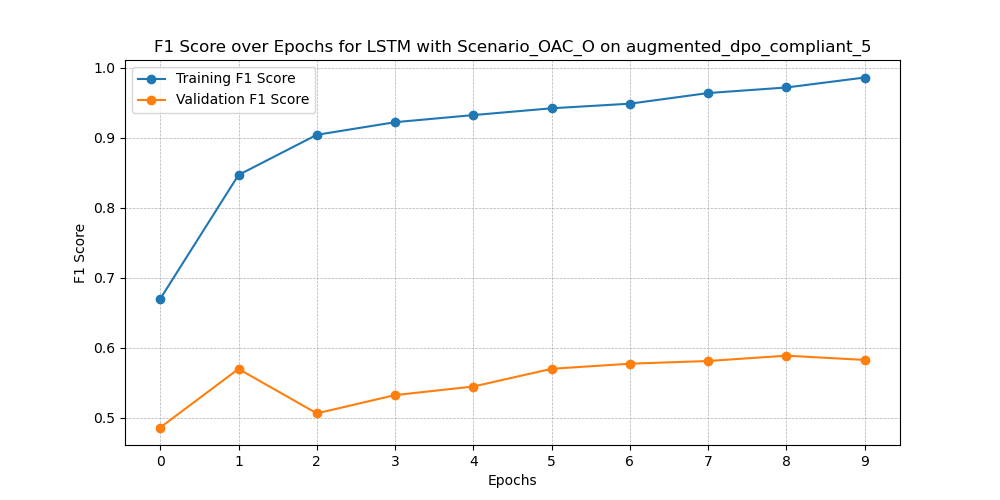 F1 Score over Epochs for LSTM with Scenario_OAC_O on augmented_dpo_compliant_5
Training F1 Score
Validation F1 Score
F1 Score
1.0
0.9
0.8
0.7
0.6
0.5
0 1 2 3 4 5 6 7 8 9
Epochs